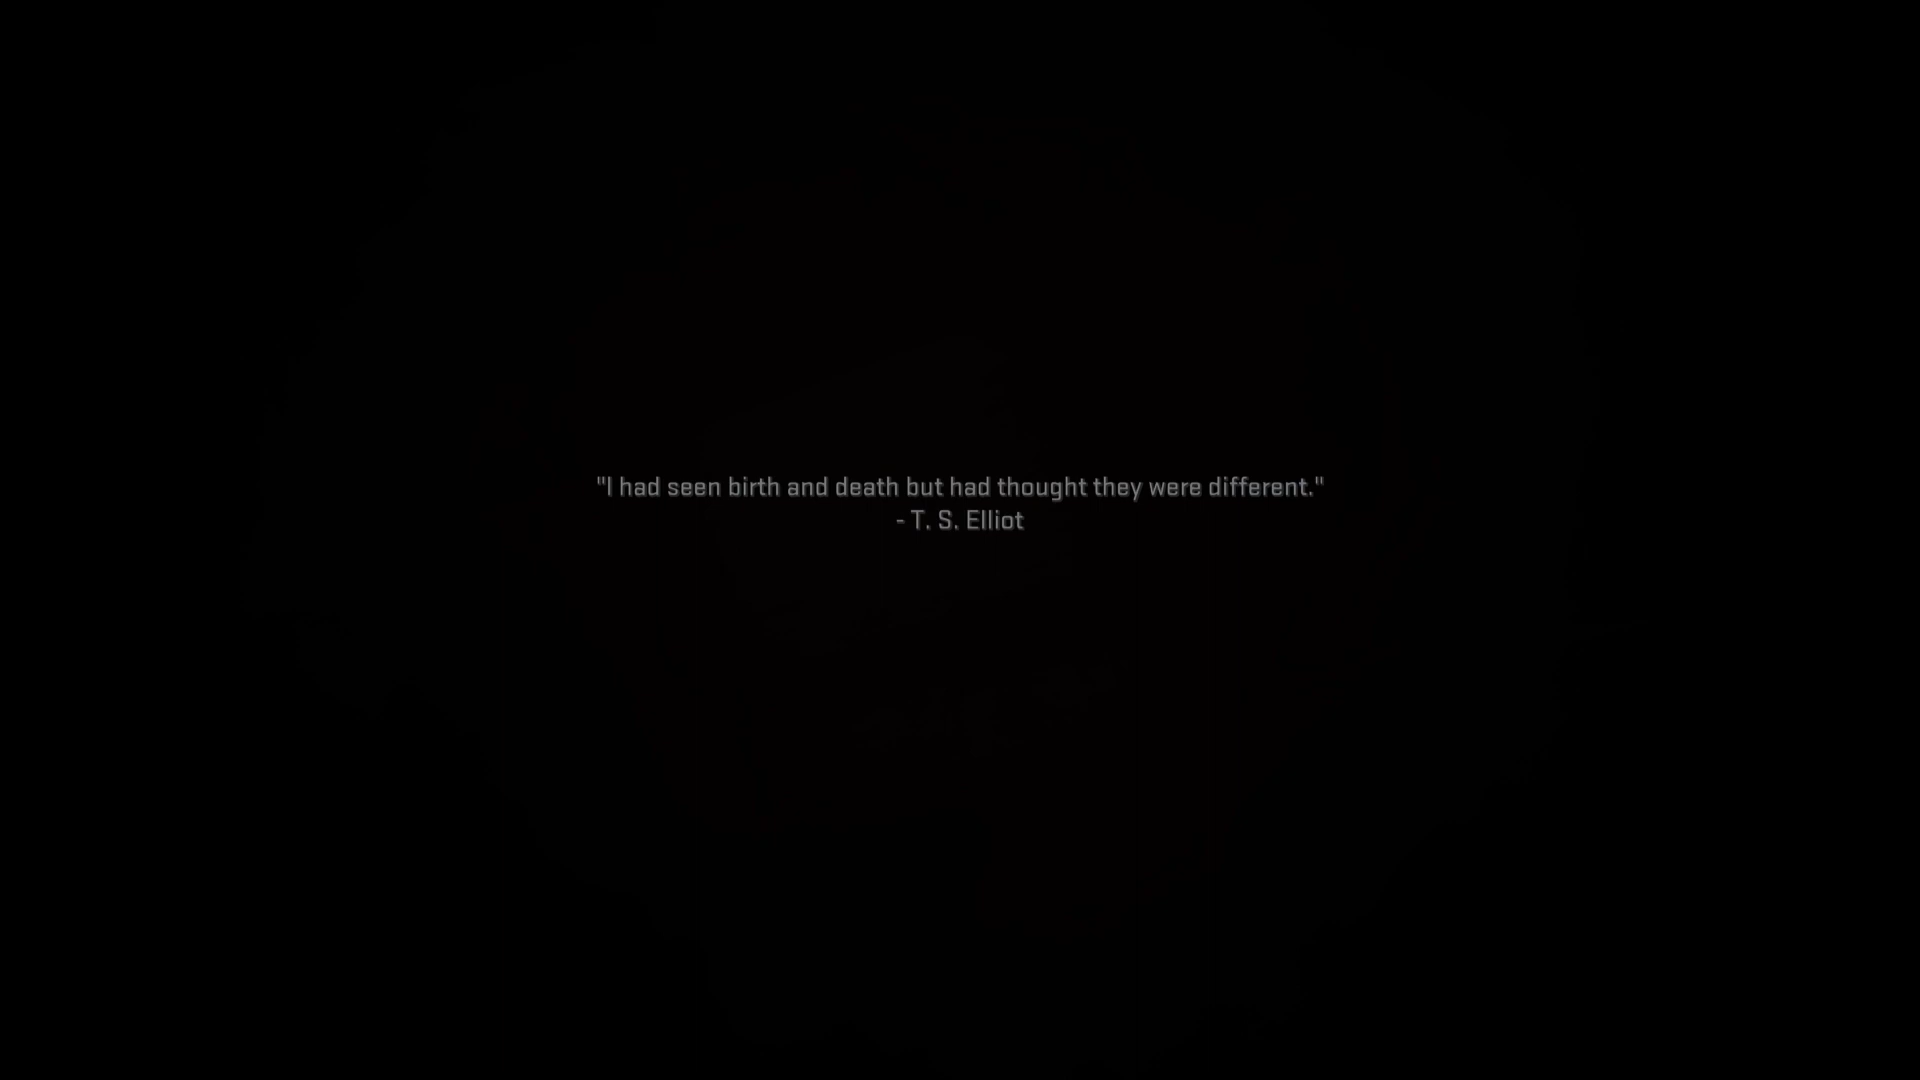 "I had seen birth and death but had thought they were different."
- T. S. Elliot